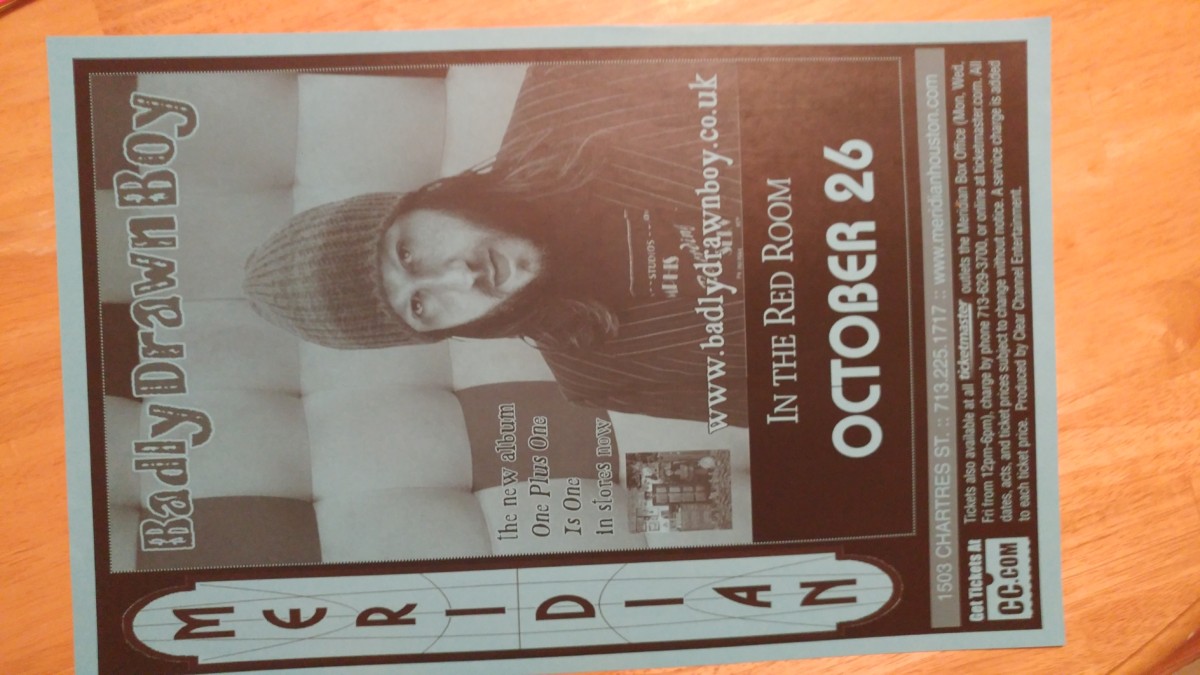 Badly Drawn Boy
the new album
One Plus One
Is One
in stores now
STUDIOS
www.badlydrawnboy.co.uk
IN THE RED ROOM
OCTOBER 26
MERIDIAN
1503 CHARTRES ST. :: 713.225.1717 :: www.meridianhouston.com
Get Tickets At
CC.COM
Tickets also available at all ticketmaster outlets the Meridian Box Office (Mon, Wed,
Fri from 12pm-6pm), charge by phone 713-629-3700, or online at ticketmaster.com. All
dates, acts, and ticket prices subject to change without notice. A service charge is added
to each ticket price. Produced by Clear Channel Entertainment.